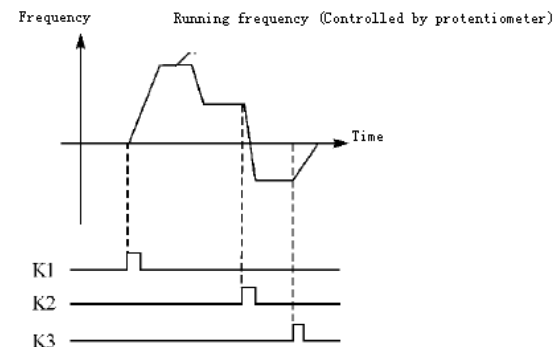 Frequency
Running frequency (Controlled by protentiometer)
Time
K1
K2
K3